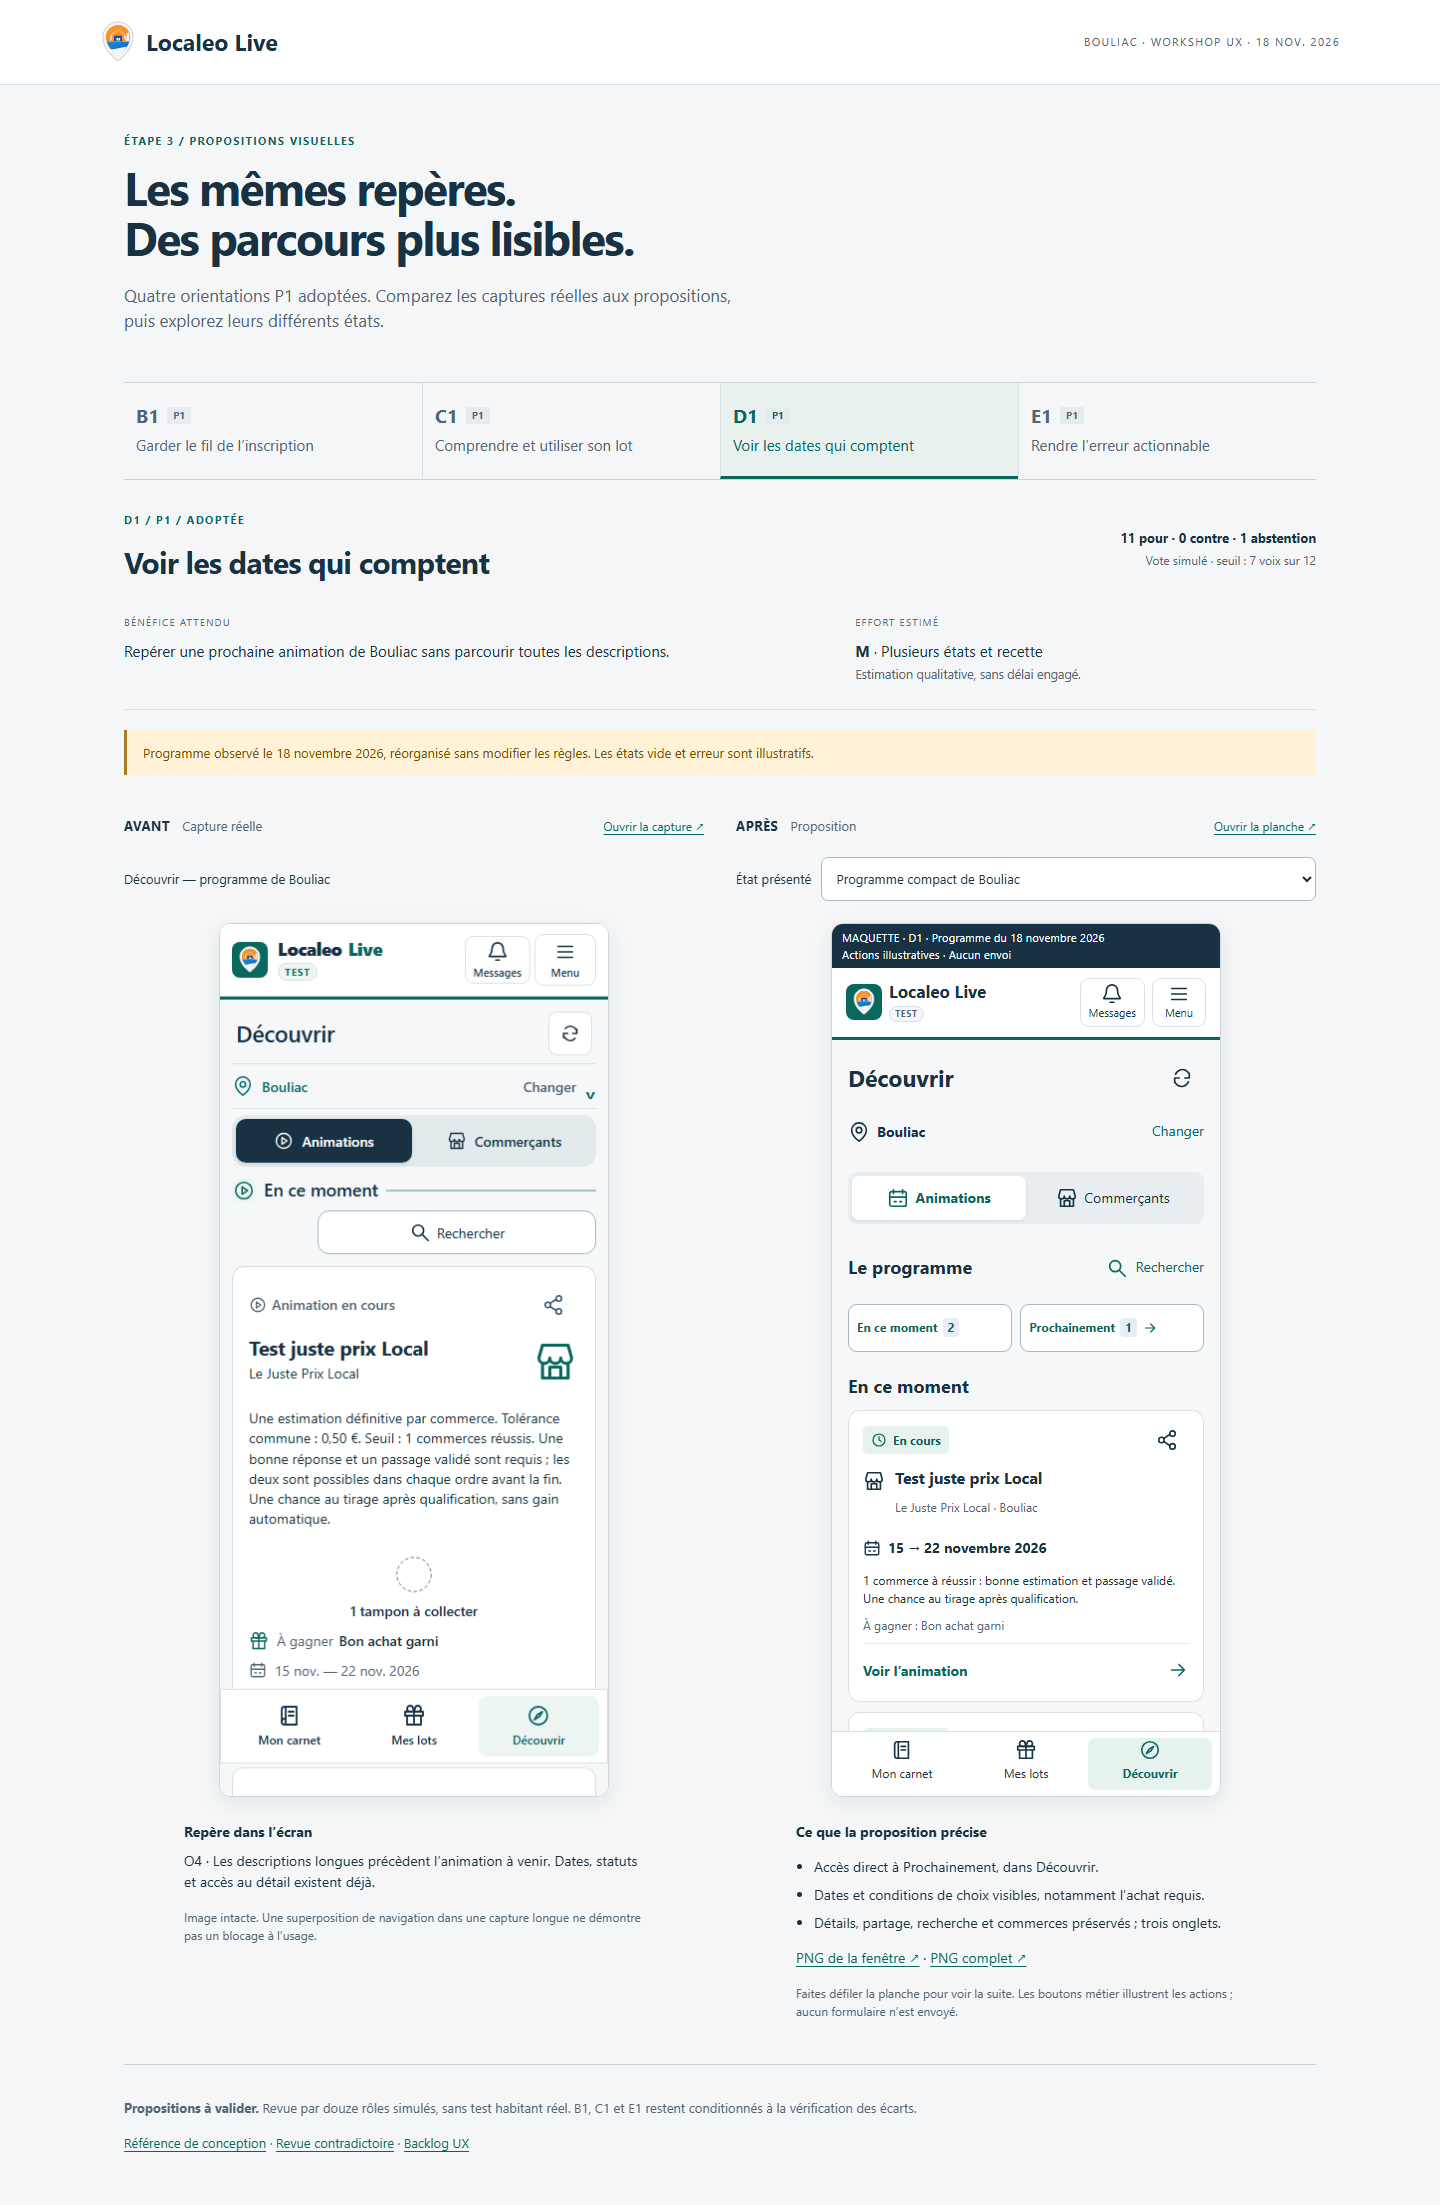 Localeo Live
BOULIAC · WORKSHOP UX · 18 NOV. 2026
ÉTAPE 3 / PROPOSITIONS VISUELLES
Les mêmes repères.
Des parcours plus lisibles.
Quatre orientations P1 adoptées. Comparez les captures réelles aux propositions,
puis explorez leurs différents états.
B1 P1
Garder le fil de l’inscription
C1 P1
Comprendre et utiliser son lot
D1 P1
Voir les dates qui comptent
E1 P1
Rendre l’erreur actionnable
D1 / P1 / ADOPTÉE
Voir les dates qui comptent
11 pour · 0 contre · 1 abstention
Vote simulé · seuil : 7 voix sur 12
BÉNÉFICE ATTENDU
Repérer une prochaine animation de Bouliac sans parcourir toutes les descriptions.
EFFORT ESTIMÉ
M · Plusieurs états et recette
Estimation qualitative, sans délai engagé.
Programme observé le 18 novembre 2026, réorganisé sans modifier les règles. Les états vide et erreur sont illustratifs.
AVANT Capture réelle
Ouvrir la capture ↗
Découvrir — programme de Bouliac
Localeo Live
TEST
Messages
Menu
Découvrir
Bouliac
Changer
Animations
Commerçants
En ce moment
Rechercher
Animation en cours
Test juste prix Local
Le Juste Prix Local
Une estimation définitive par commerce. Tolérance
commune : 0,50 €. Seuil : 1 commerces réussis. Une
bonne réponse et un passage validé sont requis ; les
deux sont possibles dans chaque ordre avant la fin.
Une chance au tirage après qualification, sans gain
automatique.
1 tampon à collecter
À gagner Bon achat garni
15 nov. — 22 nov. 2026
Mon carnet
Mes lots
Découvrir
Repère dans l’écran
O4 · Les descriptions longues précèdent l’animation à venir. Dates, statuts
et accès au détail existent déjà.
Image intacte. Une superposition de navigation dans une capture longue ne démontre
pas un blocage à l’usage.
APRÈS Proposition
Ouvrir la planche ↗
État présenté
Programme compact de Bouliac
MAQUETTE · D1 · Programme du 18 novembre 2026
Actions illustratives · Aucun envoi
Localeo Live
TEST
Messages
Menu
Découvrir
Bouliac
Changer
Animations
Commerçants
Le programme
Rechercher
En ce moment 2
Prochainement 1 →
En ce moment
En cours
Test juste prix Local
Le Juste Prix Local · Bouliac
15 → 22 novembre 2026
1 commerce à réussir : bonne estimation et passage validé.
Une chance au tirage après qualification.
À gagner : Bon achat garni
Voir l’animation
Mon carnet
Mes lots
Découvrir
Ce que la proposition précise
• Accès direct à Prochainement, dans Découvrir.
• Dates et conditions de choix visibles, notamment l’achat requis.
• Détails, partage, recherche et commerces préservés ; trois onglets.
PNG de la fenêtre ↗ · PNG complet ↗
Faites défiler la planche pour voir la suite. Les boutons métier illustrent les actions ;
aucun formulaire n’est envoyé.
Propositions à valider. Revue par douze rôles simulés, sans test habitant réel. B1, C1 et E1 restent conditionnés à la vérification des écarts.
Référence de conception · Revue contradictoire · Backlog UX